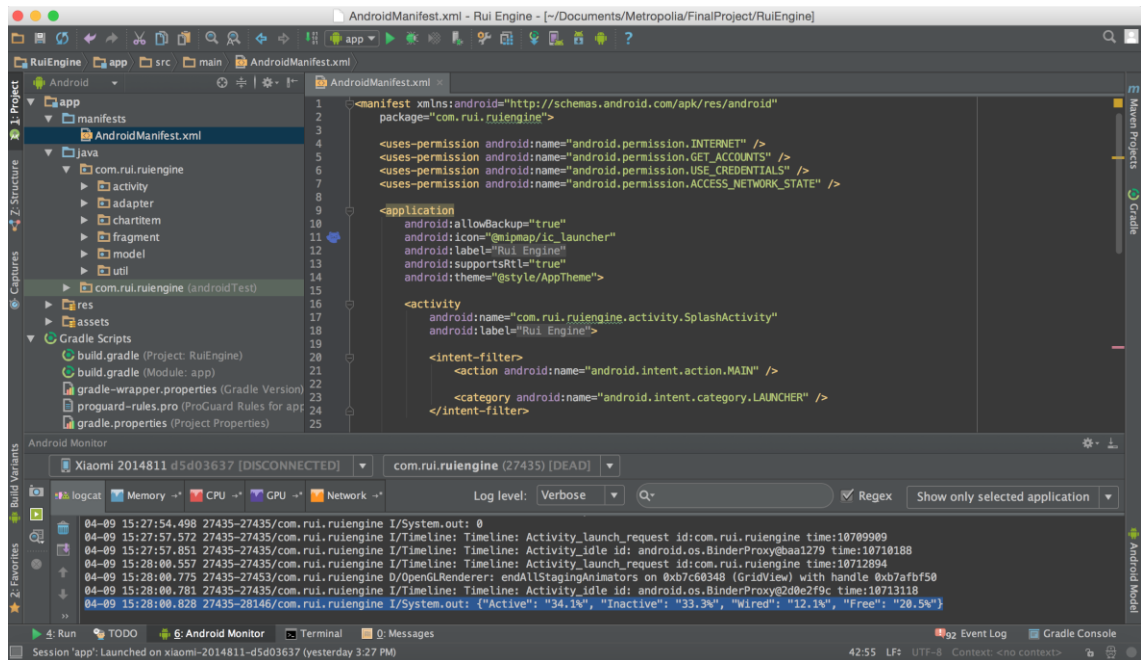 AndroidManifest.xml - Rui Engine - [~/Documents/Metropolia/FinalProject/RuiEngine]
app
RuiEngine app src main AndroidManifest.xml
1: Project
Z: Structure
Captures
Build Variants
2: Favorites
Android
app
manifests
AndroidManifest.xml
java
com.rui.ruiengine
activity
adapter
chartitem
fragment
model
util
com.rui.ruiengine (androidTest)
res
assets
Gradle Scripts
build.gradle (Project: RuiEngine)
build.gradle (Module: app)
gradle-wrapper.properties (Gradle Version)
proguard-rules.pro (ProGuard Rules for app
gradle.properties (Project Properties)
AndroidManifest.xml
1 <manifest xmlns:android="http://schemas.android.com/apk/res/android"
2 package="com.rui.ruiengine">
3
4 <uses-permission android:name="android.permission.INTERNET" />
5 <uses-permission android:name="android.permission.GET_ACCOUNTS" />
6 <uses-permission android:name="android.permission.USE_CREDENTIALS" />
7 <uses-permission android:name="android.permission.ACCESS_NETWORK_STATE" />
8
9 <application
10 android:allowBackup="true"
11 android:icon="@mipmap/ic_launcher"
12 android:label="Rui Engine"
13 android:supportsRtl="true"
14 android:theme="@style/AppTheme">
15
16 <activity
17 android:name="com.rui.ruiengine.activity.SplashActivity"
18 android:label="Rui Engine">
19
20 <intent-filter>
21 <action android:name="android.intent.action.MAIN" />
22
23 <category android:name="android.intent.category.LAUNCHER" />
24 </intent-filter>
25
m Maven Projects
Gradle
Android Model
Android Monitor
Xiaomi 2014811 d5d03637 [DISCONNECTED] com.rui.ruiengine (27435) [DEAD]
logcat Memory CPU GPU Network Log level: Verbose Regex Show only selected application
04-09 15:27:54.498 27435-27435/com.rui.ruiengine I/System.out: 0
04-09 15:27:57.572 27435-27435/com.rui.ruiengine I/Timeline: Timeline: Activity_launch_request id:com.rui.ruiengine time:10709909
04-09 15:27:57.851 27435-27435/com.rui.ruiengine I/Timeline: Timeline: Activity_idle id: android.os.BinderProxy@baa1279 time:10710188
04-09 15:28:00.557 27435-27435/com.rui.ruiengine I/Timeline: Timeline: Activity_launch_request id:com.rui.ruiengine time:10712894
04-09 15:28:00.775 27435-27453/com.rui.ruiengine D/OpenGLRenderer: endAllStagingAnimators on 0xb7c60348 (GridView) with handle 0xb7afbf50
04-09 15:28:00.781 27435-27435/com.rui.ruiengine I/Timeline: Timeline: Activity_idle id: android.os.BinderProxy@2d0e2f9c time:10713118
04-09 15:28:00.828 27435-28146/com.rui.ruiengine I/System.out: {"Active": "34.1%", "Inactive": "33.3%", "Wired": "12.1%", "Free": "20.5%"}
4: Run TODO 6: Android Monitor Terminal 0: Messages 92 Event Log Gradle Console
Session 'app': Launched on xiaomi-2014811-d5d03637 (yesterday 3:27 PM) 42:55 LF UTF-8 Context: <no context>